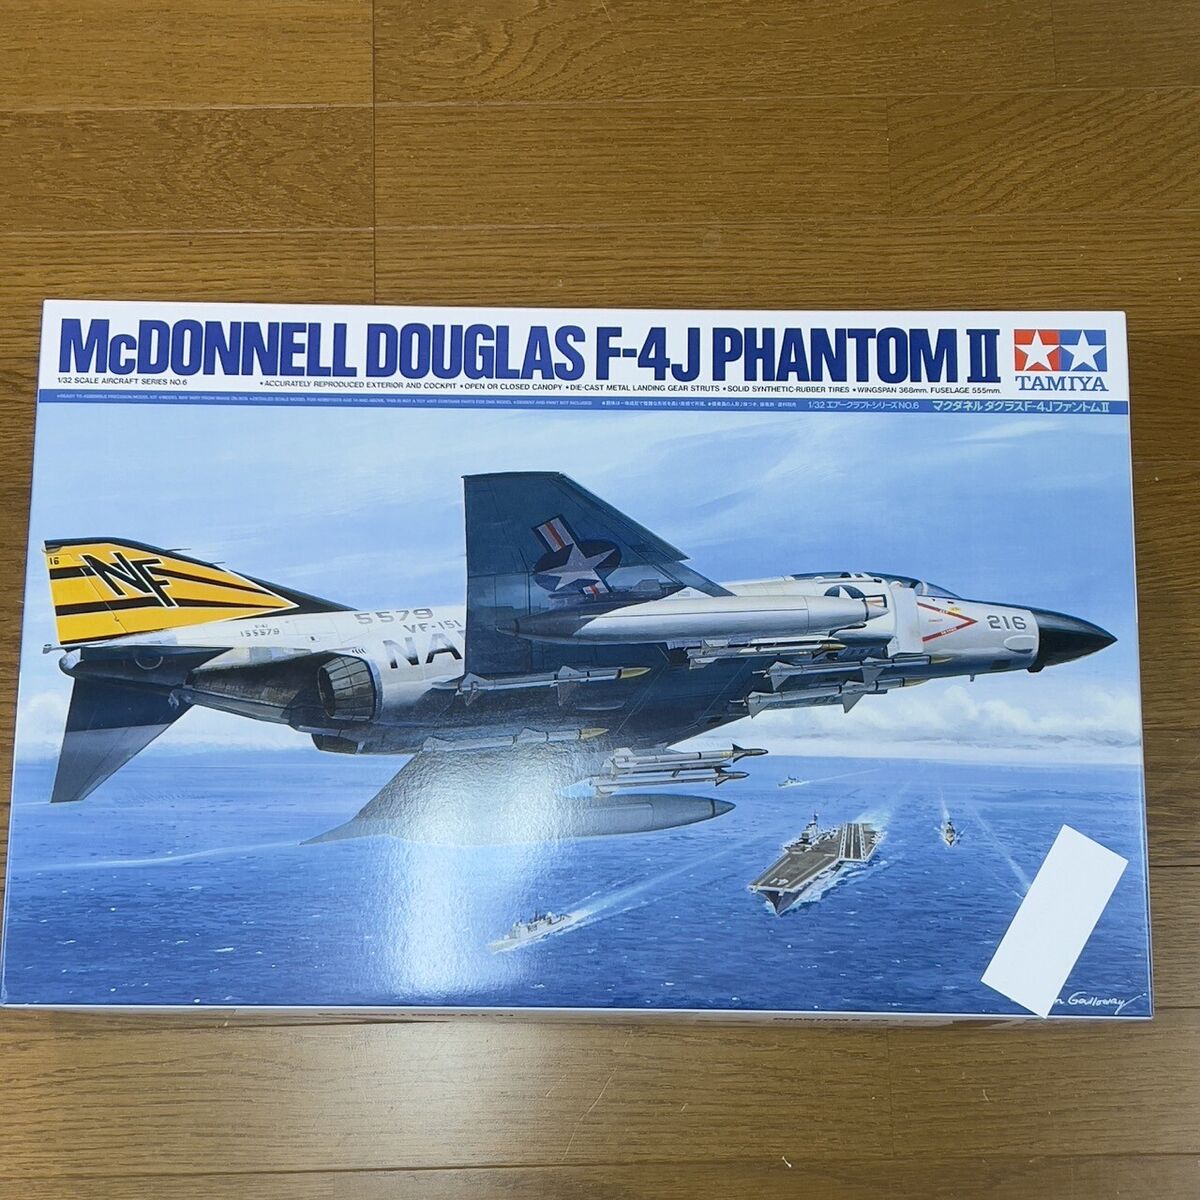 McDONNELL DOUGLAS F-4J PHANTOM II
TAMIYA
1/32 SCALE AIRCRAFT SERIES NO.6 •ACCURATELY REPRODUCED EXTERIOR AND COCKPIT •OPEN OR CLOSED CANOPY •DIE-CAST METAL LANDING GEAR STRUTS •SOLID SYNTHETIC-RUBBER TIRES •WINGSPAN 368mm. FUSELAGE 555mm.
1/32 エアークラフトシリーズNO.6 マクダネル ダグラスF-4JファントムII
16
NF
5579
155579
VF-151
NA
216
Galloway